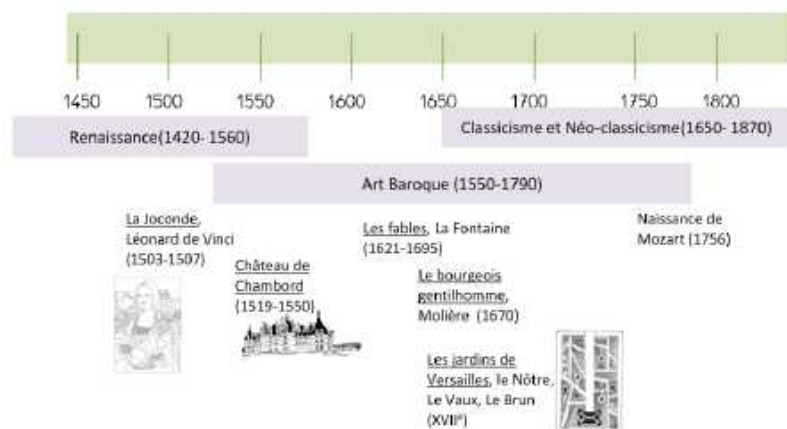 1450 1500 1550 1600 1650 1700 1750 1800
Renaissance(1420- 1560)
Classicisme et Néo-classicisme(1650- 1870)
Art Baroque (1550-1790)
La Joconde,
Léonard de Vinci
(1503-1507)
Château de
Chambord
(1519-1550)
Les fables, La Fontaine
(1621-1695)
Le bourgeois
gentilhomme,
Molière (1670)
Les jardins de
Versailles, le Nôtre,
Le Vaux, Le Brun
(XVIIᵉ)
Naissance de
Mozart (1756)